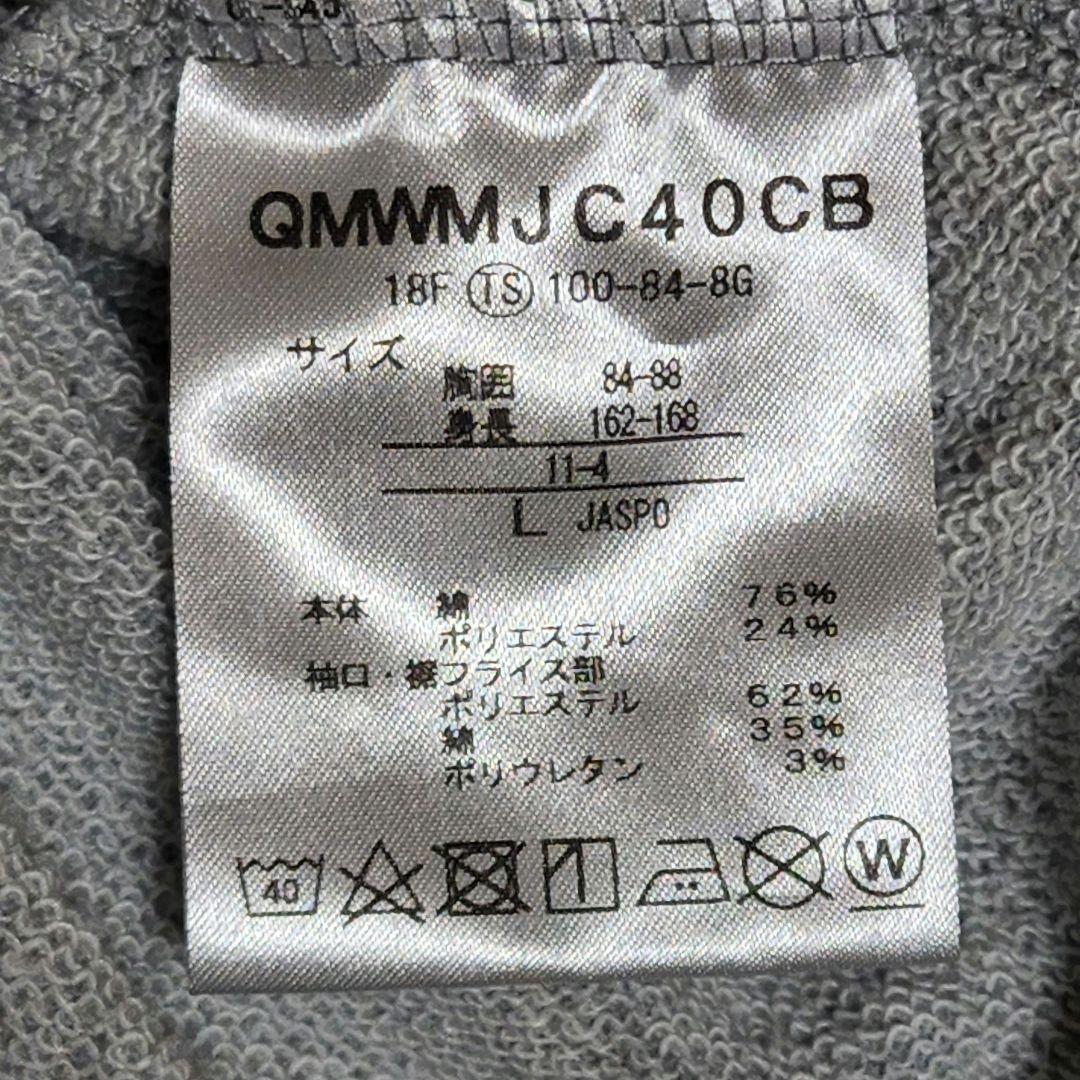 QMWMJC40CB
18F TS 100-84-8G
サイズ
胸囲 84-88
身長 162-168
11-4
L JASPO
本体 綿 76%
ポリエステル 24%
袖口・裾フライス部
ポリエステル 62%
綿 35%
ポリウレタン 3%
40 W